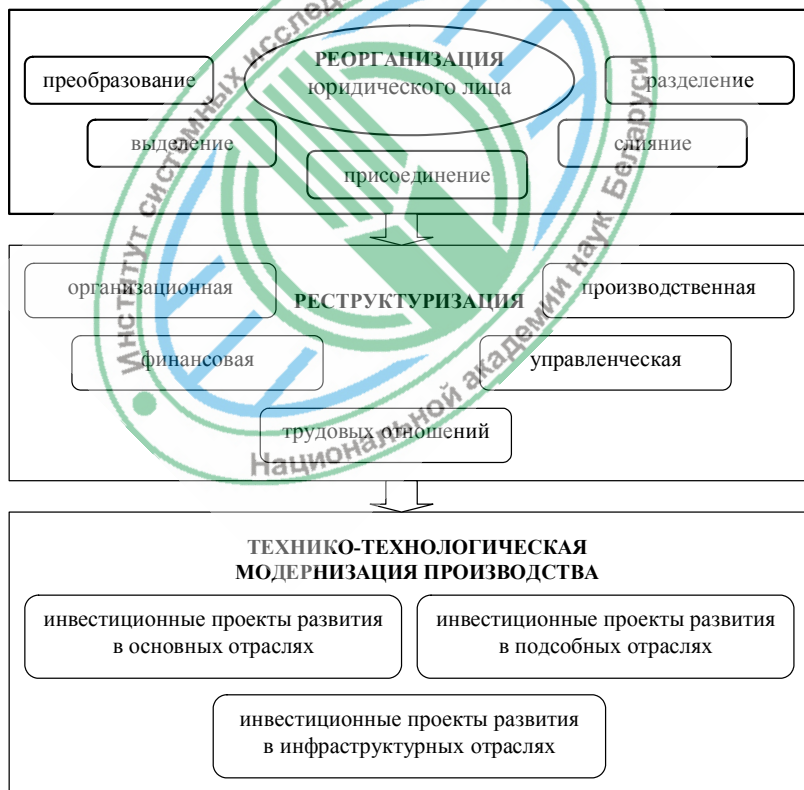 РЕОРГАНИЗАЦИЯ
юридического лица
преобразование
разделение
выделение
слияние
присоединение
организационная
РЕСТРУКТУРИЗАЦИЯ
производственная
финансовая
управленческая
трудовых отношений
ТЕХНИКО-ТЕХНОЛОГИЧЕСКАЯ
МОДЕРНИЗАЦИЯ ПРОИЗВОДСТВА
инвестиционные проекты развития
в основных отраслях
инвестиционные проекты развития
в подсобных отраслях
инвестиционные проекты развития
в инфраструктурных отраслях
Институт системных
Национальной академии наук Беларуси